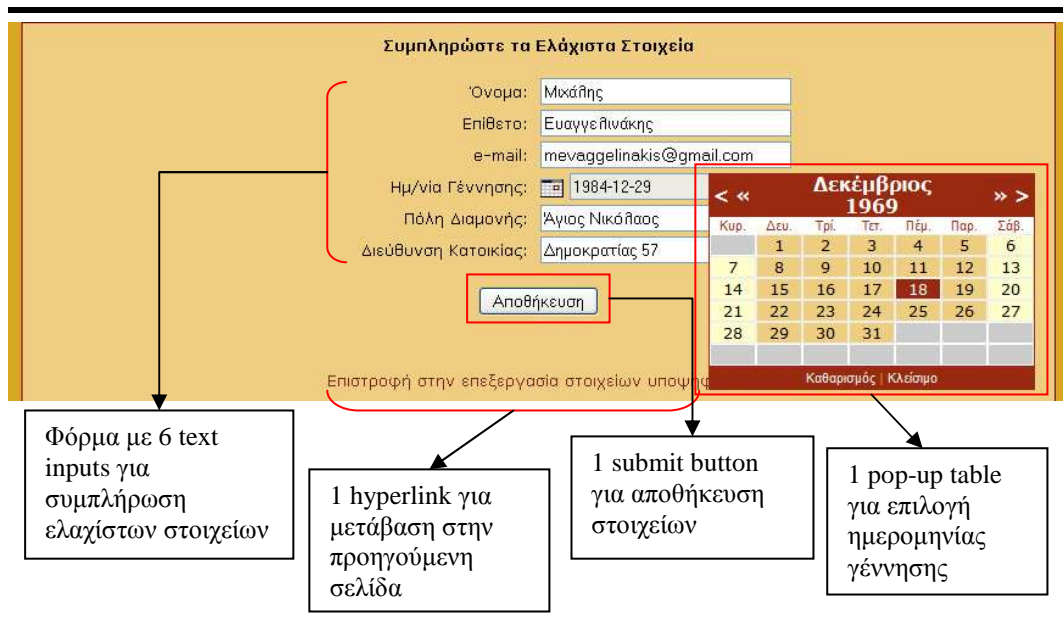 Συμπληρώστε τα Ελάχιστα Στοιχεία
Όνομα: Μιχάλης
Επίθετο: Ευαγγελινάκης
e-mail: mevaggelinakis@gmail.com
Ημ/νία Γέννησης: 1984-12-29
Πόλη Διαμονής: Άγιος Νικόλαος
Διεύθυνση Κατοικίας: Δημοκρατίας 57
Αποθήκευση
Επιστροφή στην επεξεργασία στοιχείων
< « Δεκέμβριος » >
1969
Κυρ. Δευ. Τρί. Τετ. Πέμ. Παρ. Σάβ.
1 2 3 4 5 6
7 8 9 10 11 12 13
14 15 16 17 18 19 20
21 22 23 24 25 26 27
28 29 30 31
Καθαρισμός | Κλείσιμο
Φόρμα με 6 text
inputs για
συμπλήρωση
ελαχίστων στοιχείων
1 hyperlink για
μετάβαση στην
προηγούμενη
σελίδα
1 submit button
για αποθήκευση
στοιχείων
1 pop-up table
για επιλογή
ημερομηνίας
γέννησης